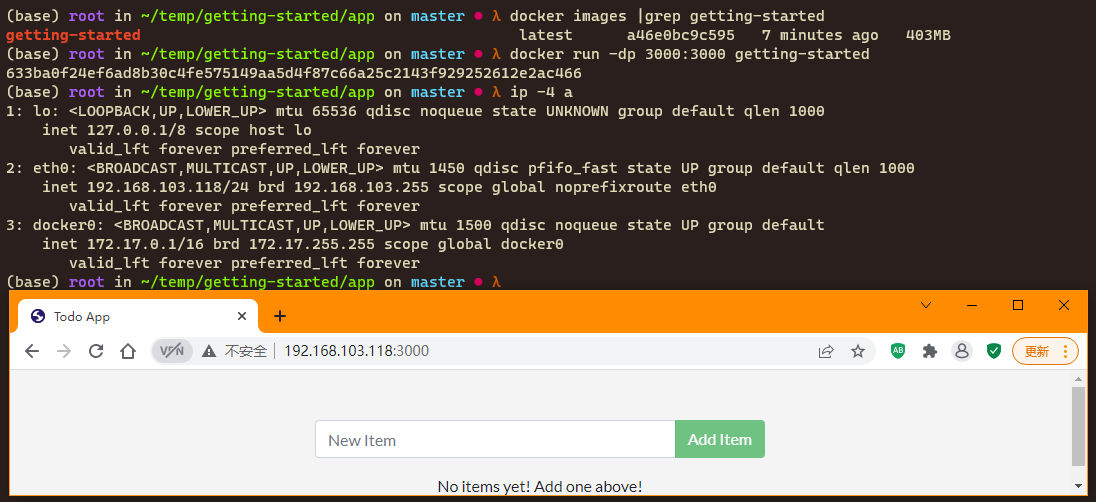 (base) root in ~/temp/getting-started/app on master ● λ docker images |grep getting-started
getting-started latest a46e0bc9c595 7 minutes ago 403MB
(base) root in ~/temp/getting-started/app on master ● λ docker run -dp 3000:3000 getting-started
633ba0f24ef6ad8b30c4fe575149aa5d4f87c66a25c2143f929252612e2ac466
(base) root in ~/temp/getting-started/app on master ● λ ip -4 a
1: lo: <LOOPBACK,UP,LOWER_UP> mtu 65536 qdisc noqueue state UNKNOWN group default qlen 1000
inet 127.0.0.1/8 scope host lo
valid_lft forever preferred_lft forever
2: eth0: <BROADCAST,MULTICAST,UP,LOWER_UP> mtu 1450 qdisc pfifo_fast state UP group default qlen 1000
inet 192.168.103.118/24 brd 192.168.103.255 scope global noprefixroute eth0
valid_lft forever preferred_lft forever
3: docker0: <BROADCAST,MULTICAST,UP,LOWER_UP> mtu 1500 qdisc noqueue state UP group default
inet 172.17.0.1/16 brd 172.17.255.255 scope global docker0
valid_lft forever preferred_lft forever
(base) root in ~/temp/getting-started/app on master ● λ
Todo App
VPN 不安全 192.168.103.118:3000 AB 更新
New Item Add Item
No items yet! Add one above!